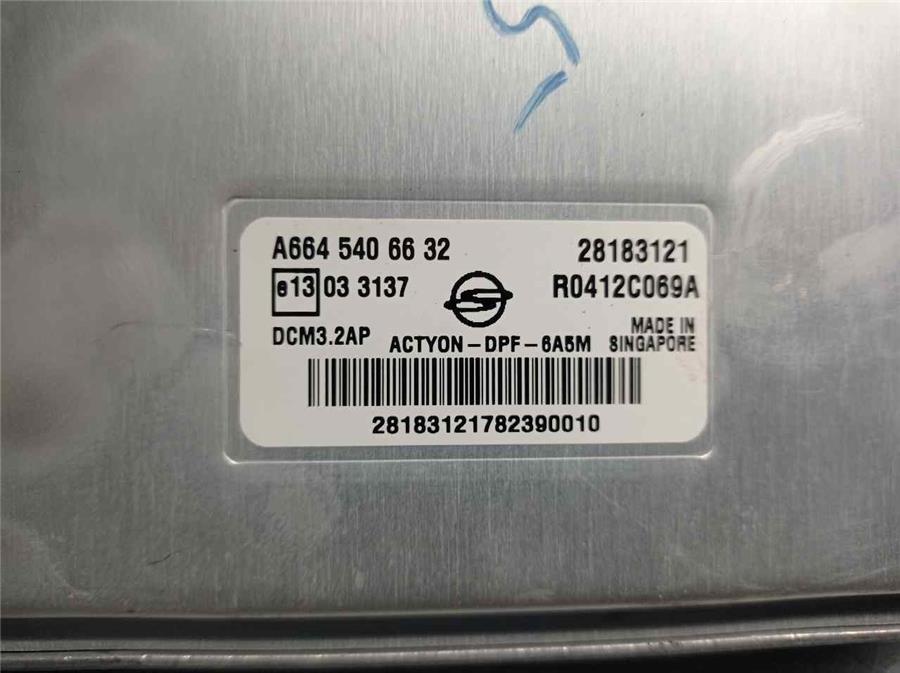 A664 540 66 32 28183121
e13 03 3137 R0412C069A
DCM3.2AP ACTYON-DPF-6A5M MADE IN SINGAPORE
28183121782390010